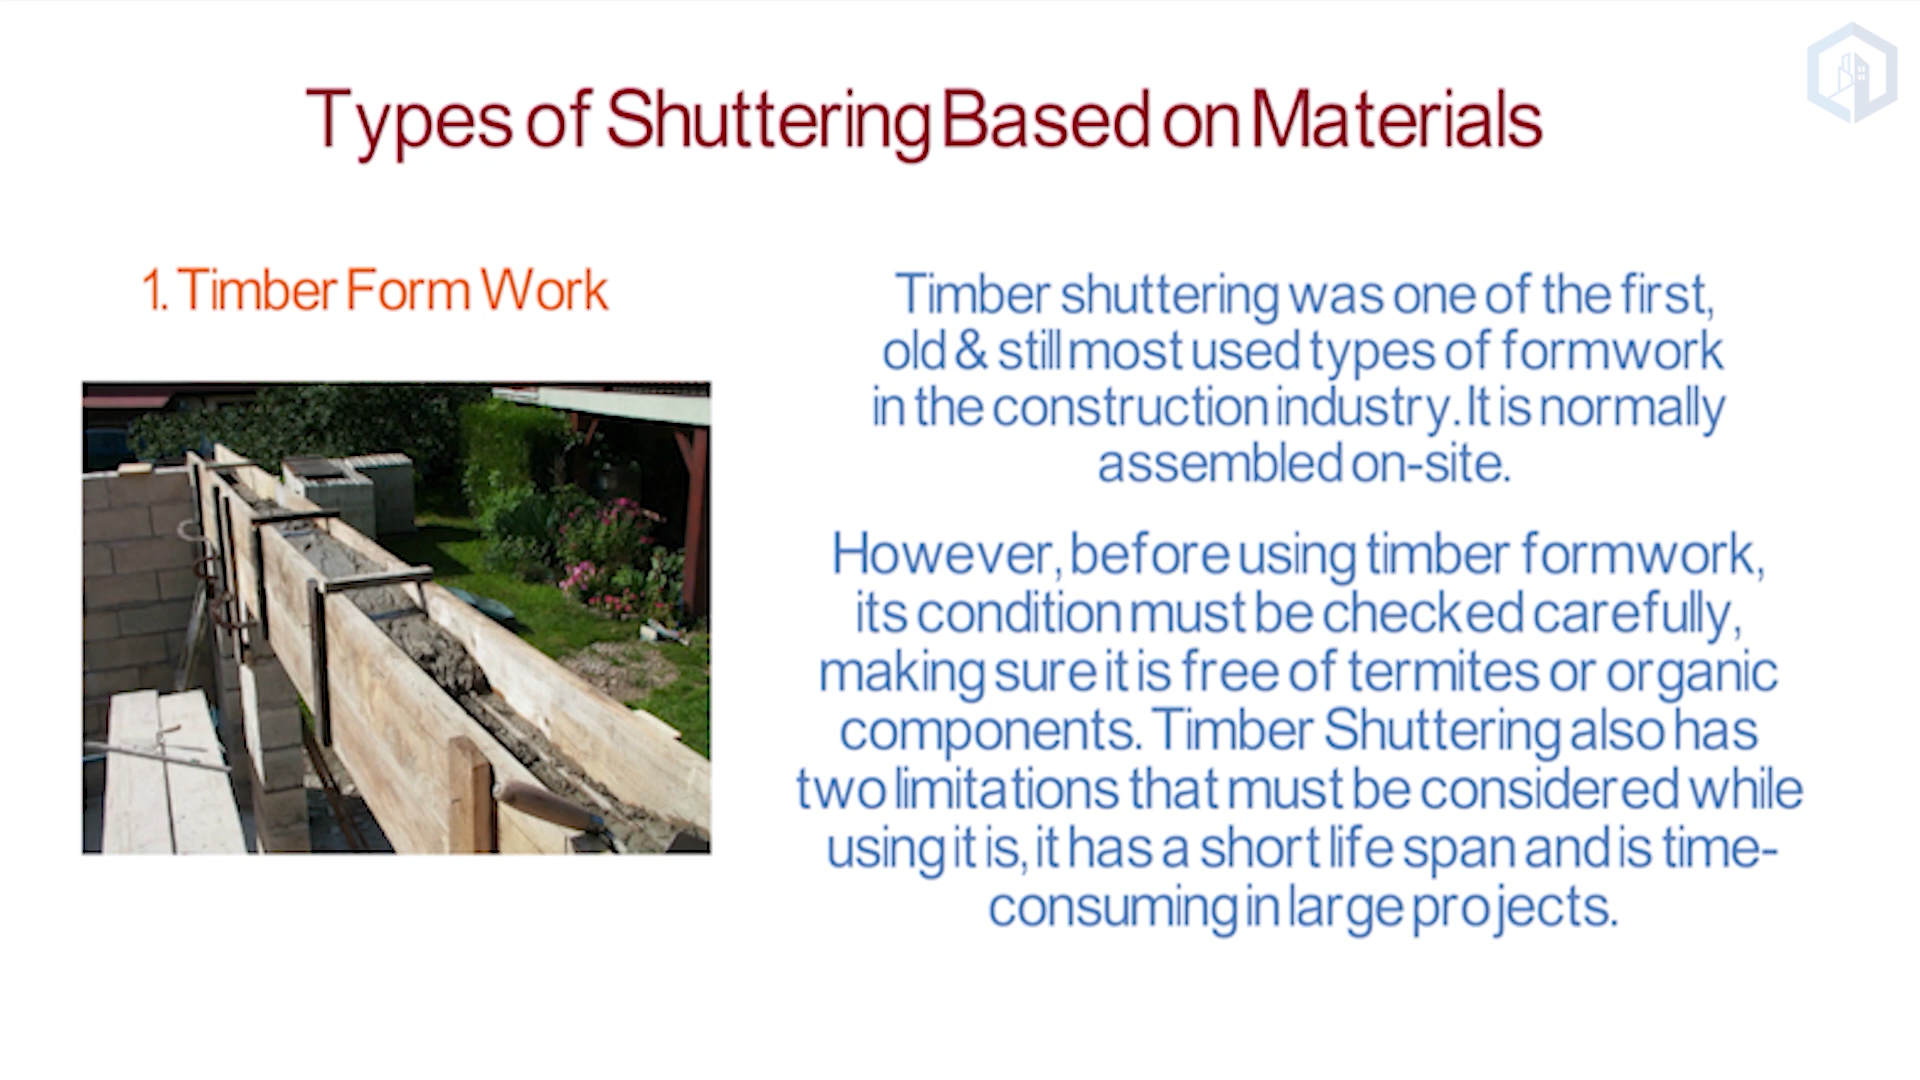 Types of Shuttering Based on Materials
1. Timber Form Work
Timber shuttering was one of the first,
old & still most used types of formwork
in the construction industry. It is normally
assembled on-site.
However, before using timber formwork,
its condition must be checked carefully,
making sure it is free of termites or organic
components. Timber Shuttering also has
two limitations that must be considered while
using it is, it has a short life span and is time-
consuming in large projects.